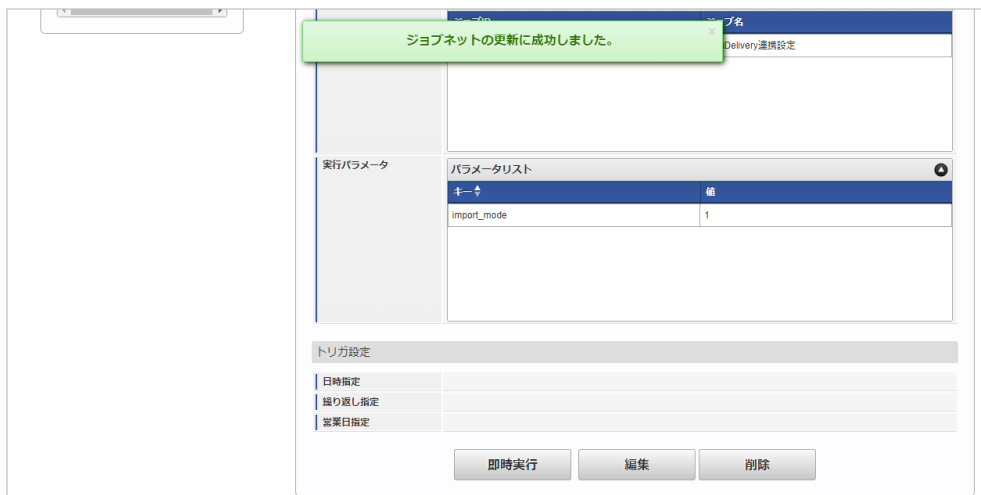 ジョブネットの更新に成功しました。
Delivery連携設定
実行パラメータ
パラメータリスト
キー
値
import_mode
1
トリガ設定
日時指定
繰り返し指定
営業日指定
即時実行
編集
削除